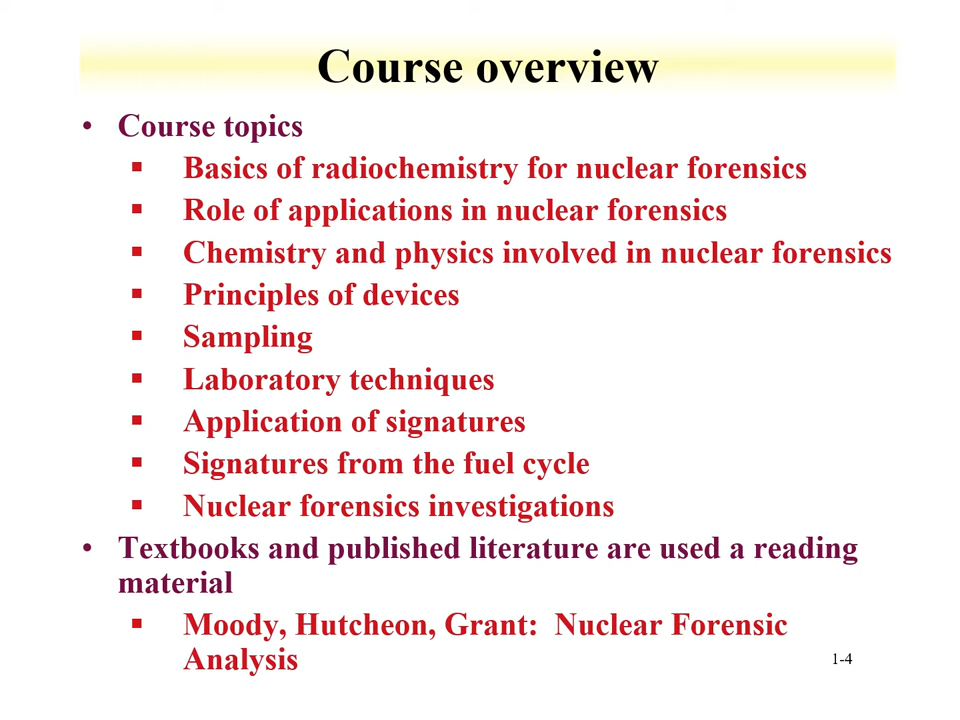 Course overview
• Course topics
▪ Basics of radiochemistry for nuclear forensics
▪ Role of applications in nuclear forensics
▪ Chemistry and physics involved in nuclear forensics
▪ Principles of devices
▪ Sampling
▪ Laboratory techniques
▪ Application of signatures
▪ Signatures from the fuel cycle
▪ Nuclear forensics investigations
• Textbooks and published literature are used a reading
material
▪ Moody, Hutcheon, Grant: Nuclear Forensic
Analysis
1-4